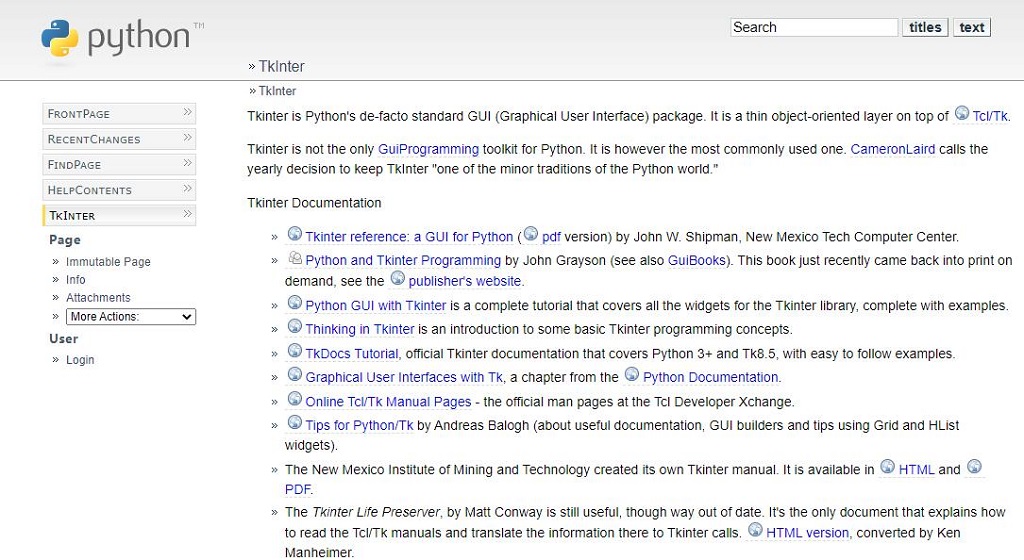 python™
Search titles text
» TkInter
» TkInter
FRONTPAGE »
RECENTCHANGES »
FINDPAGE »
HELPCONTENTS »
TKINTER »
Page
» Immutable Page
» Info
» Attachments
» More Actions:
User
» Login
Tkinter is Python's de-facto standard GUI (Graphical User Interface) package. It is a thin object-oriented layer on top of Tcl/Tk.
Tkinter is not the only GuiProgramming toolkit for Python. It is however the most commonly used one. CameronLaird calls the
yearly decision to keep TkInter "one of the minor traditions of the Python world."
Tkinter Documentation
» Tkinter reference: a GUI for Python ( pdf version) by John W. Shipman, New Mexico Tech Computer Center.
» Python and Tkinter Programming by John Grayson (see also GuiBooks). This book just recently came back into print on
demand, see the publisher's website.
» Python GUI with Tkinter is a complete tutorial that covers all the widgets for the Tkinter library, complete with examples.
» Thinking in Tkinter is an introduction to some basic Tkinter programming concepts.
» TkDocs Tutorial, official Tkinter documentation that covers Python 3+ and Tk8.5, with easy to follow examples.
» Graphical User Interfaces with Tk, a chapter from the Python Documentation.
» Online Tcl/Tk Manual Pages - the official man pages at the Tcl Developer Xchange.
» Tips for Python/Tk by Andreas Balogh (about useful documentation, GUI builders and tips using Grid and HList
widgets).
» The New Mexico Institute of Mining and Technology created its own Tkinter manual. It is available in HTML and
PDF.
» The Tkinter Life Preserver, by Matt Conway is still useful, though way out of date. It's the only document that explains how
to read the Tcl/Tk manuals and translate the information there to Tkinter calls. HTML version, converted by Ken
Manheimer.